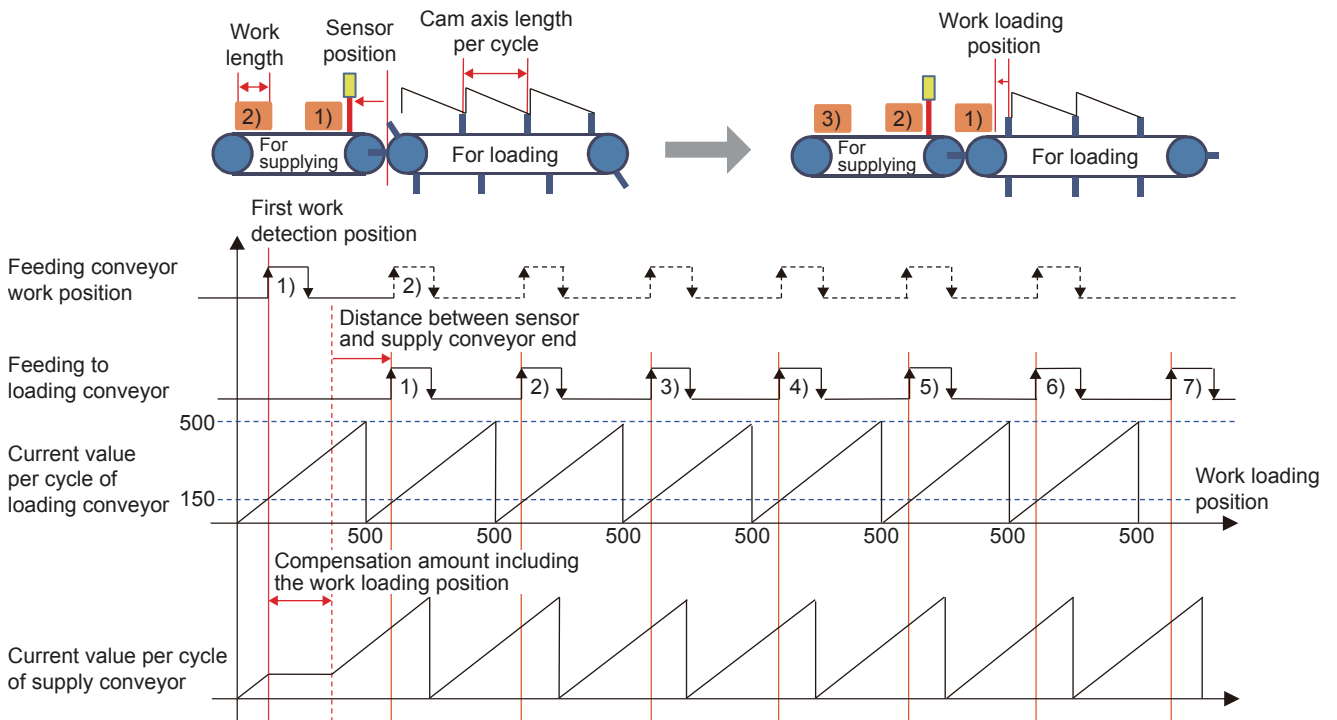 Work
length
Sensor
position
Cam axis length
per cycle
Work loading
position
2)
1)
For
supplying
For loading
3)
2)
1)
For
supplying
For loading
First work
detection position
Feeding conveyor
work position
1)
2)
Distance between sensor
and supply conveyor end
Feeding to
loading conveyor
1)
2)
3)
4)
5)
6)
7)
500
Current value
per cycle of
loading conveyor
150
Work loading
position
500
500
500
500
500
500
500
Compensation amount including
the work loading position
Current value per cycle
of supply conveyor